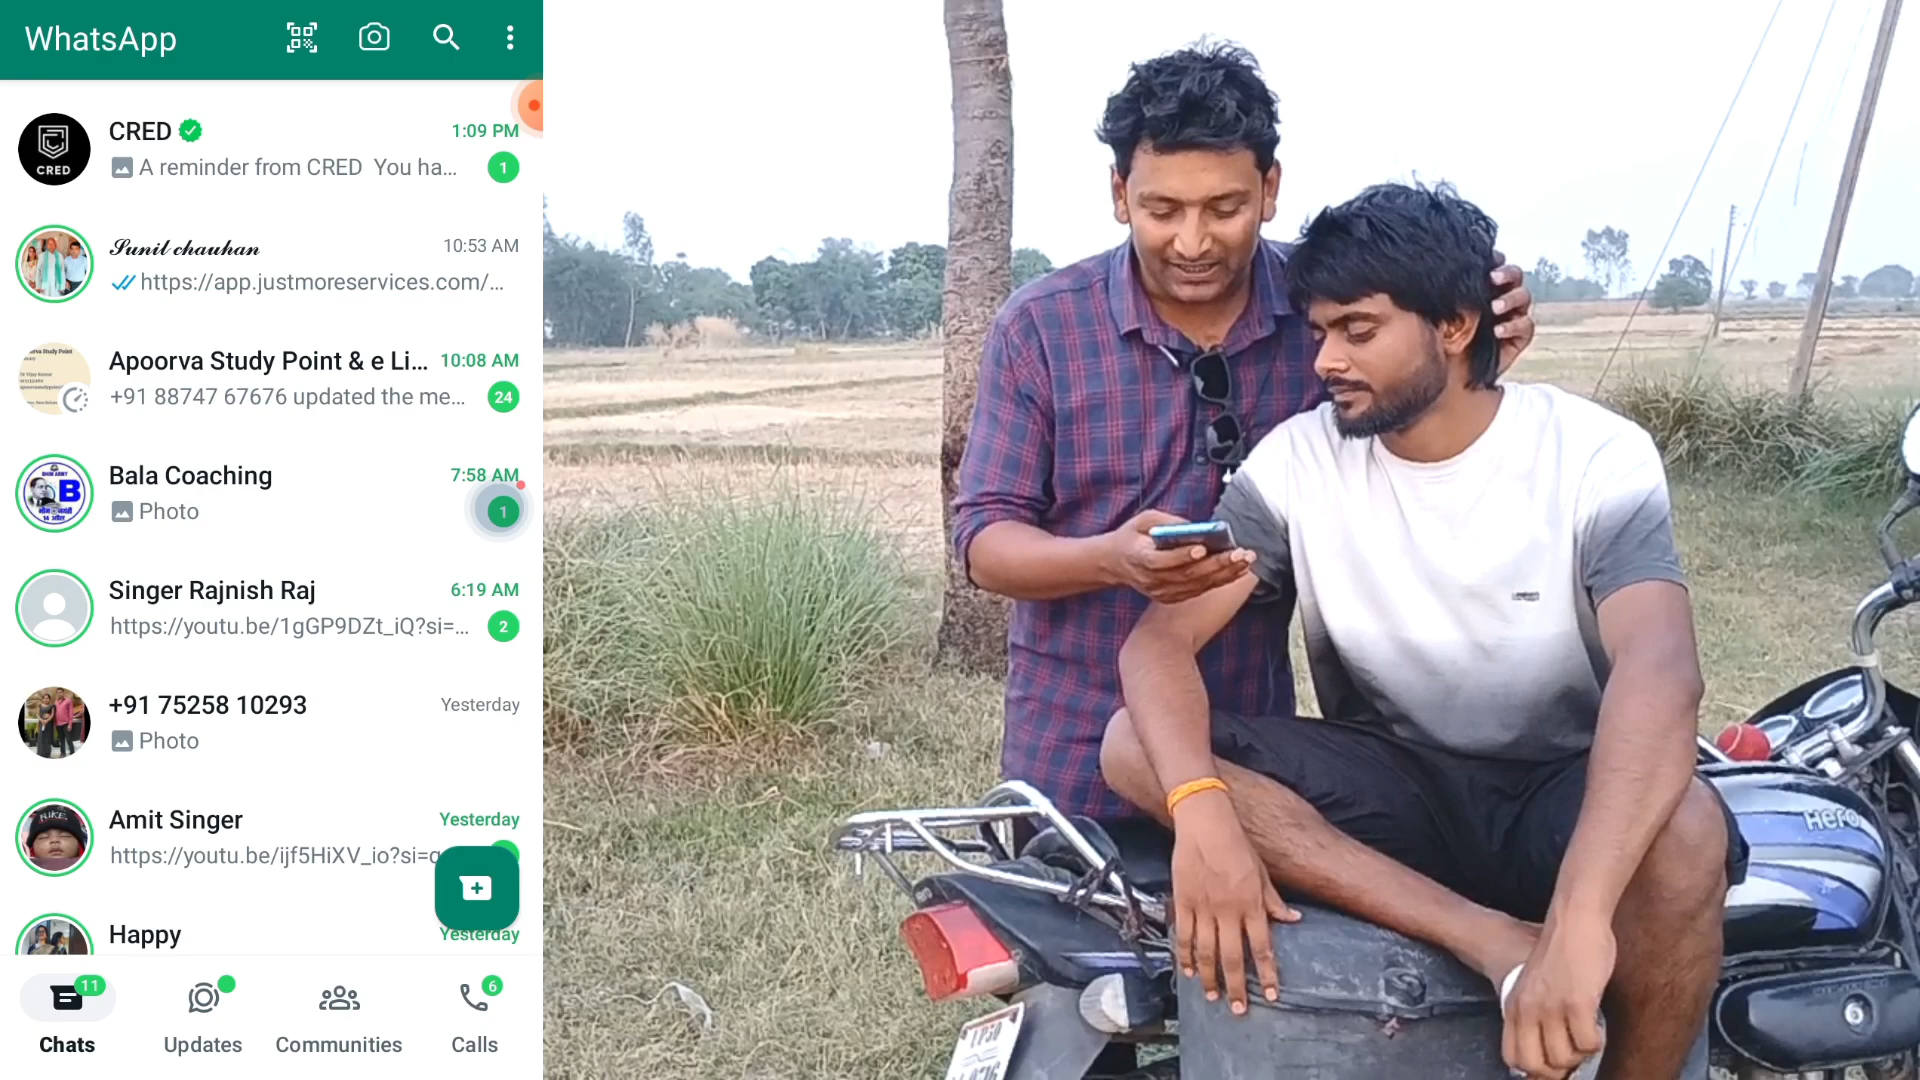 WhatsApp
CRED
1:09 PM
CRED
A reminder from CRED You ha...
1
𝒮𝓊𝓃𝒾𝓁 𝒸𝒽𝒶𝓊𝒽𝒶𝓃
10:53 AM
https://app.justmoreservices.com/...
Apoorva Study Point & e Li...
10:08 AM
+91 88747 67676 updated the me...
24
Bala Coaching
7:58 AM
B
Photo
1
Singer Rajnish Raj
6:19 AM
https://youtu.be/1gGP9DZt_iQ?si=...
2
+91 75258 10293
Yesterday
Photo
NIKE
Amit Singer
Yesterday
https://youtu.be/ijf5HiXV_io?si=q
Happy
Yesterday
11
6
Chats
Updates
Communities
Calls
Hero